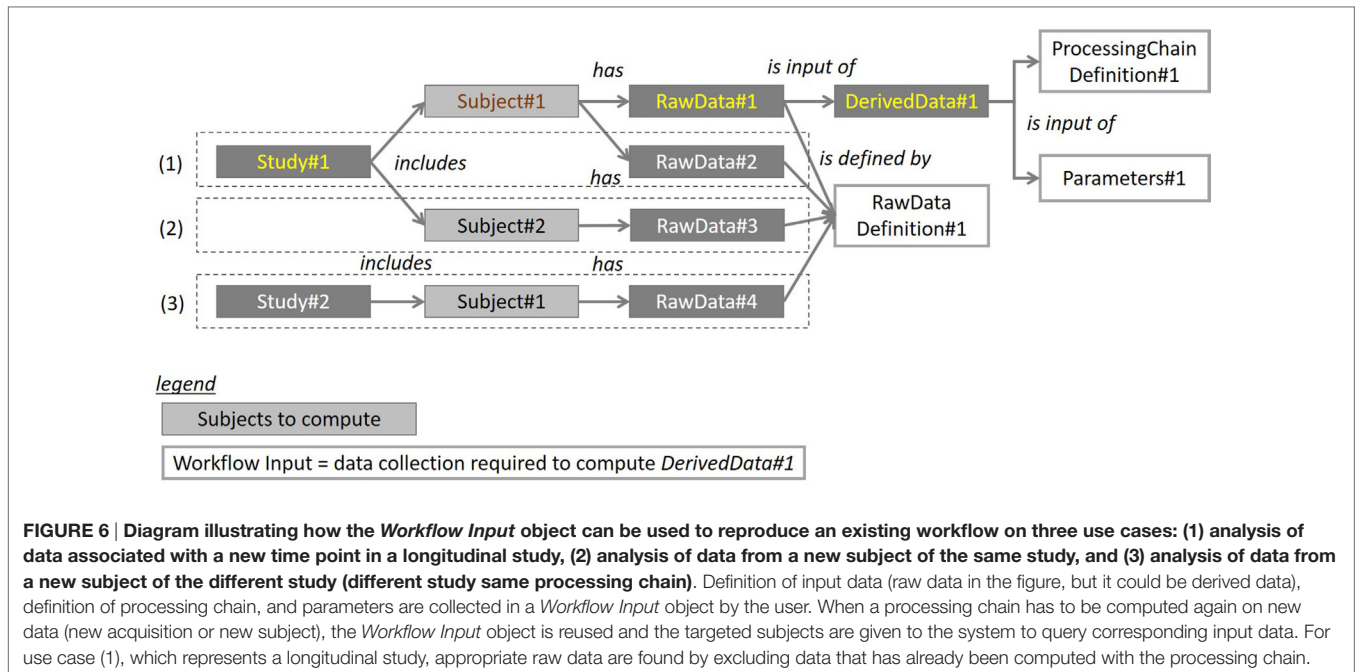 ProcessingChain
Definition#1
has
is input of
Subject#1
RawData#1
DerivedData#1
is input of
(1)
Study#1
includes
has
RawData#2
is defined by
Parameters#1
RawData
Definition#1
(2)
Subject#2
RawData#3
includes
has
(3)
Study#2
Subject#1
RawData#4
legend
Subjects to compute
Workflow Input = data collection required to compute DerivedData#1
FIGURE 6 | Diagram illustrating how the Workflow Input object can be used to reproduce an existing workflow on three use cases: (1) analysis of
data associated with a new time point in a longitudinal study, (2) analysis of data from a new subject of the same study, and (3) analysis of data from
a new subject of the different study (different study same processing chain). Definition of input data (raw data in the figure, but it could be derived data),
definition of processing chain, and parameters are collected in a Workflow Input object by the user. When a processing chain has to be computed again on new
data (new acquisition or new subject), the Workflow Input object is reused and the targeted subjects are given to the system to query corresponding input data. For
use case (1), which represents a longitudinal study, appropriate raw data are found by excluding data that has already been computed with the processing chain.